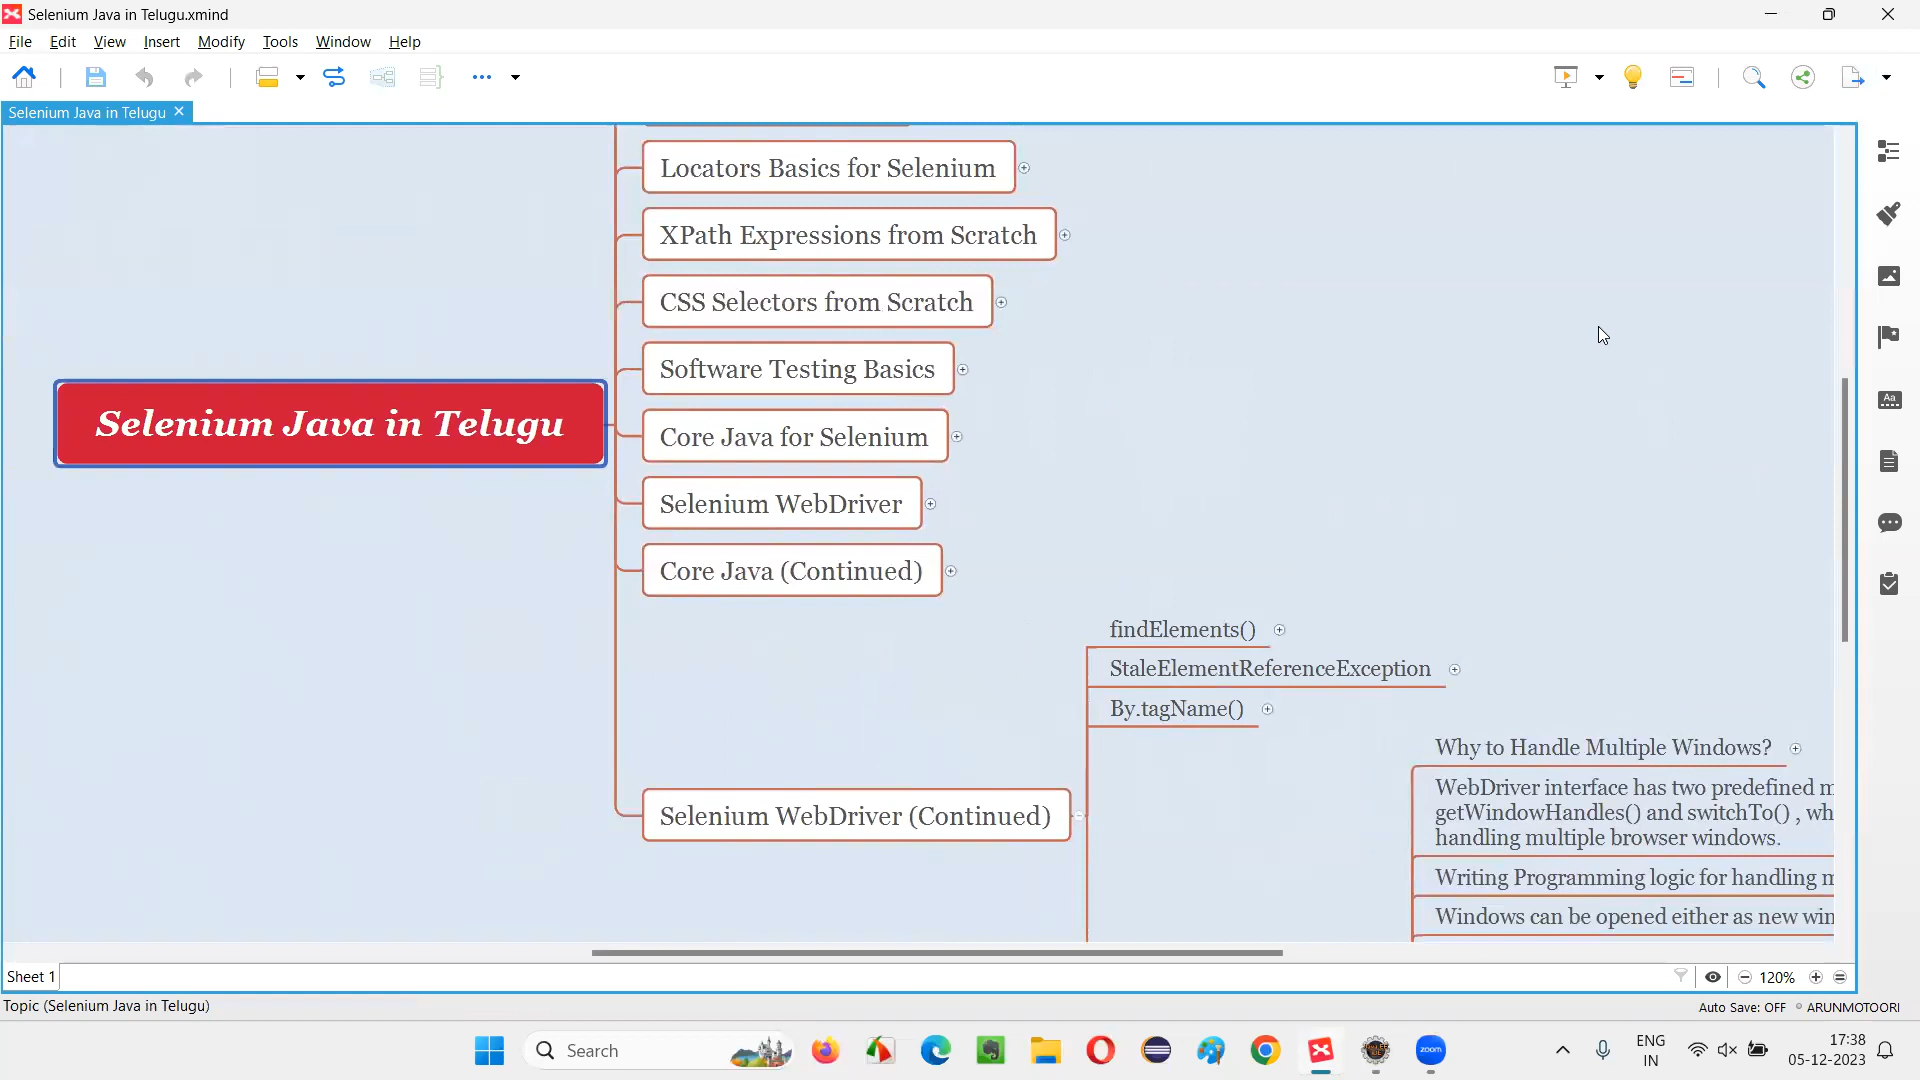 Selenium Java in Telugu.xmind
File Edit View Insert Modify Tools Window Help
Selenium Java in Telugu
Locators Basics for Selenium
XPath Expressions from Scratch
CSS Selectors from Scratch
Software Testing Basics
Selenium Java in Telugu
Core Java for Selenium
Selenium WebDriver
Core Java (Continued)
findElements()
StaleElementReferenceException
By.tagName()
Why to Handle Multiple Windows?
WebDriver interface has two predefined m
getWindowHandles() and switchTo() , wh
handling multiple browser windows.
Selenium WebDriver (Continued)
Writing Programming logic for handling m
Windows can be opened either as new win
Sheet 1
120%
Topic (Selenium Java in Telugu)
Auto Save: OFF
ARUNMOTOORI
Search
zoom
ENG
IN
17:38
05-12-2023
Aa